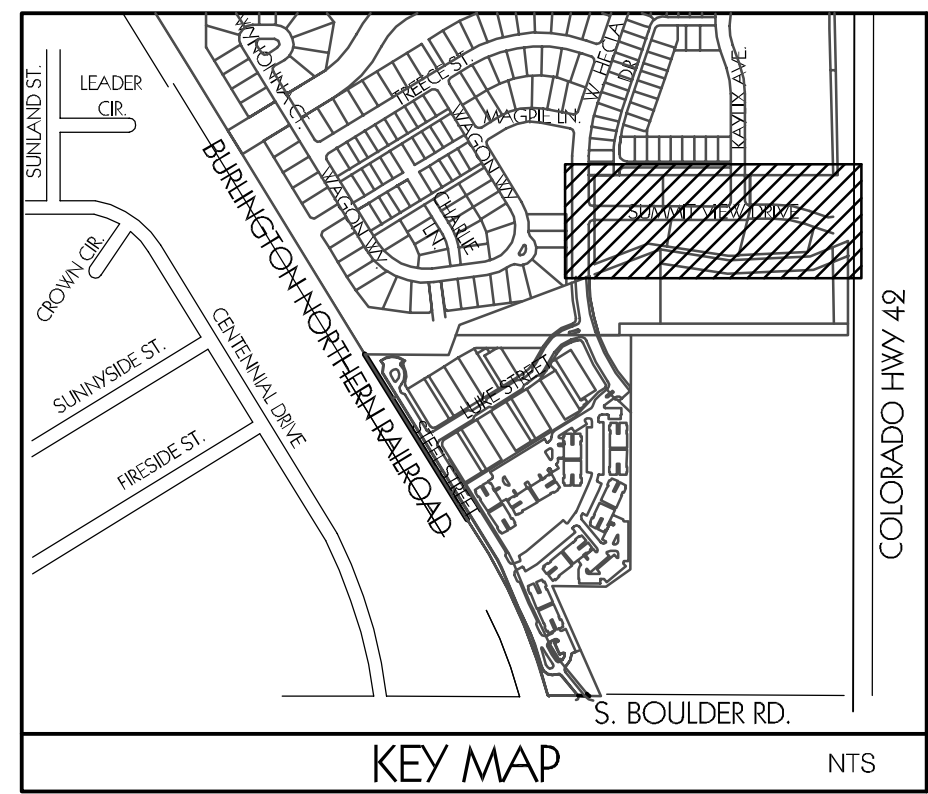 SUNLAND ST.
LEADER
CIR.
WYNONNA CT.
TREECE ST.
W HECLA
DR.
KAYLIX AVE.
MAGPIE LN.
WAGON WY
WAGON WY.
CHARLIE
LN.
SUMMIT VIEW DRIVE
BURLINGTON NORTHERN RAILROAD
CROWN CIR.
CENTENNIAL DRIVE
SUNNYSIDE ST.
FIRESIDE ST.
LUKE STREET
STEEL STREET
COLORADO HWY 42
S. BOULDER RD.
KEY MAP
NTS